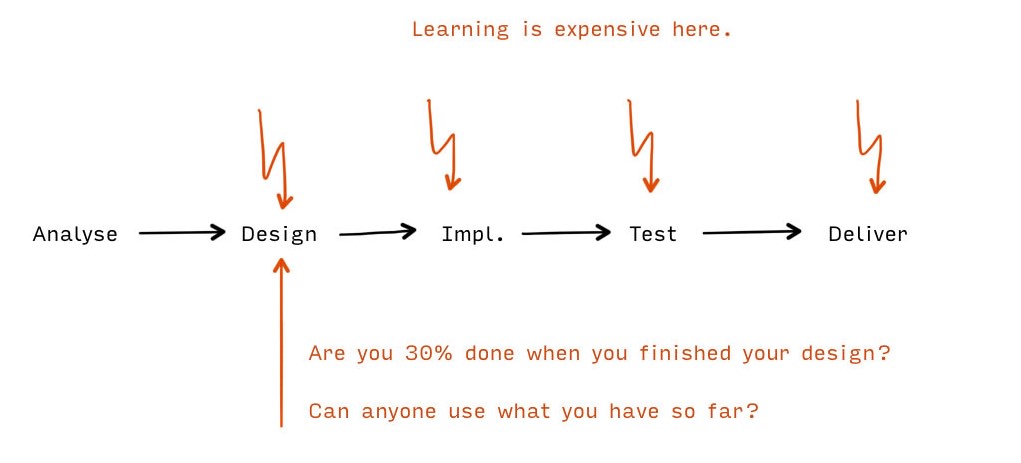 Learning is expensive here.
Analyse Design Impl. Test Deliver
Are you 30% done when you finished your design?
Can anyone use what you have so far?